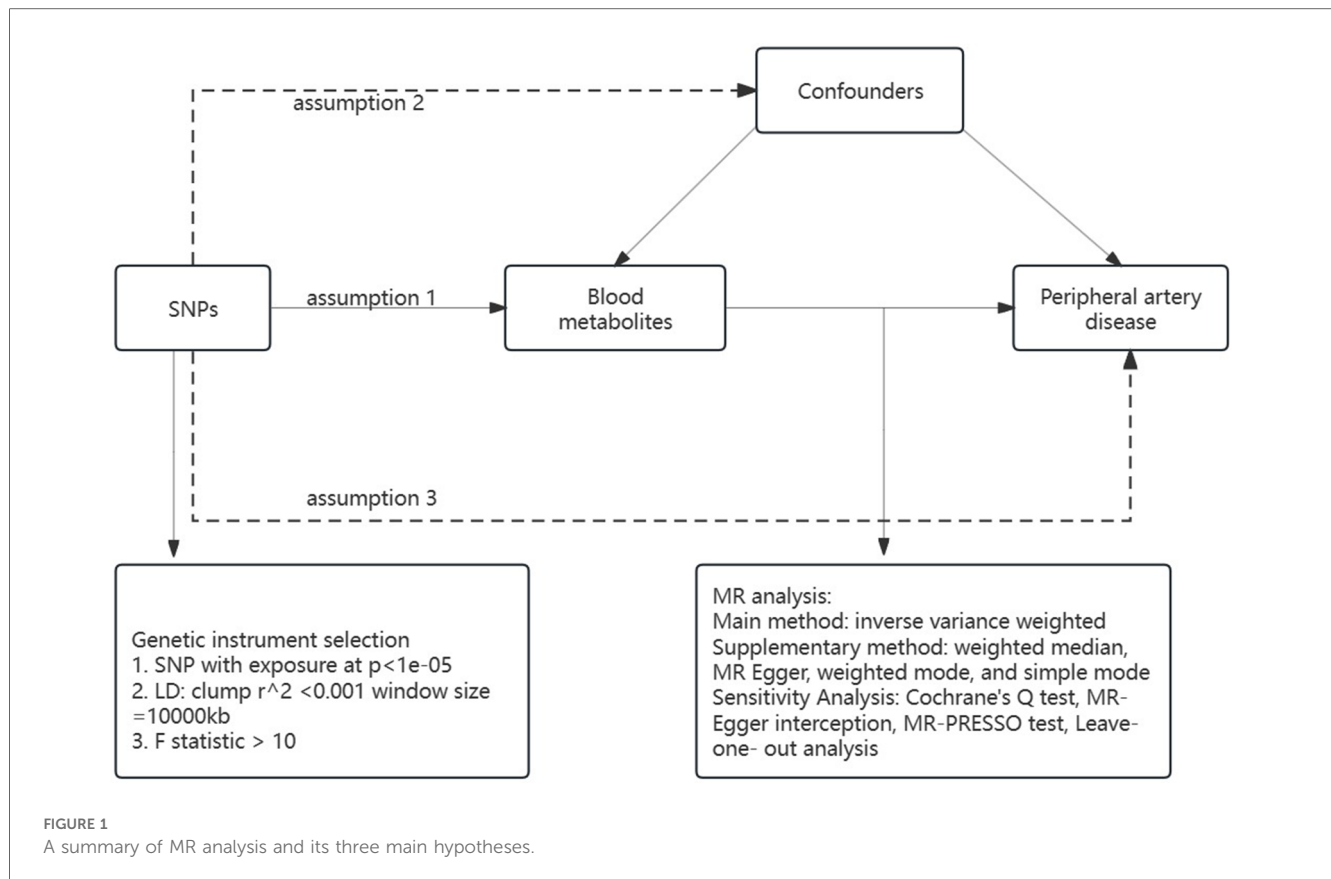 Confounders
assumption 2
SNPs
assumption 1
Blood
metabolites
Peripheral artery
disease
assumption 3
Genetic instrument selection
1. SNP with exposure at p<1e-05
2. LD: clump r^2 <0.001 window size
=10000kb
3. F statistic > 10
MR analysis:
Main method: inverse variance weighted
Supplementary method: weighted median,
MR Egger, weighted mode, and simple mode
Sensitivity Analysis: Cochrane's Q test, MR-
Egger interception, MR-PRESSO test, Leave-
one- out analysis
FIGURE 1
A summary of MR analysis and its three main hypotheses.